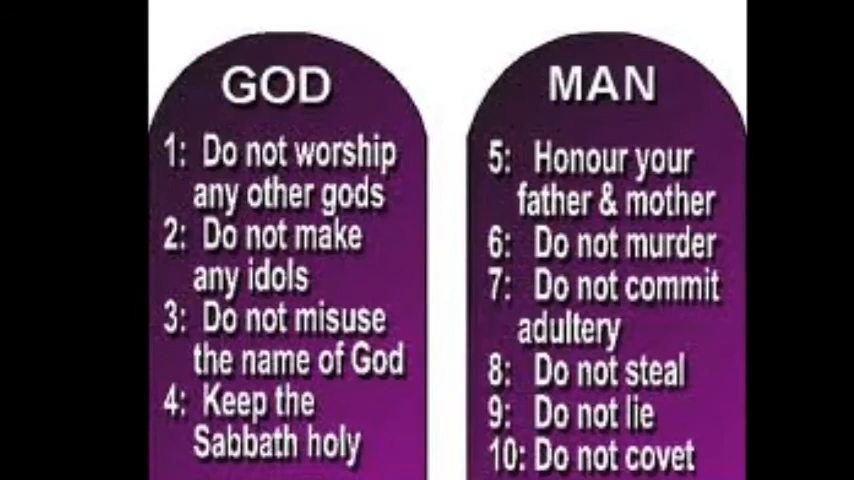 GOD
1: Do not worship
any other gods
2: Do not make
any idols
3: Do not misuse
the name of God
4: Keep the
Sabbath holy
MAN
5: Honour your
father & mother
6: Do not murder
7: Do not commit
adultery
8: Do not steal
9: Do not lie
10: Do not covet